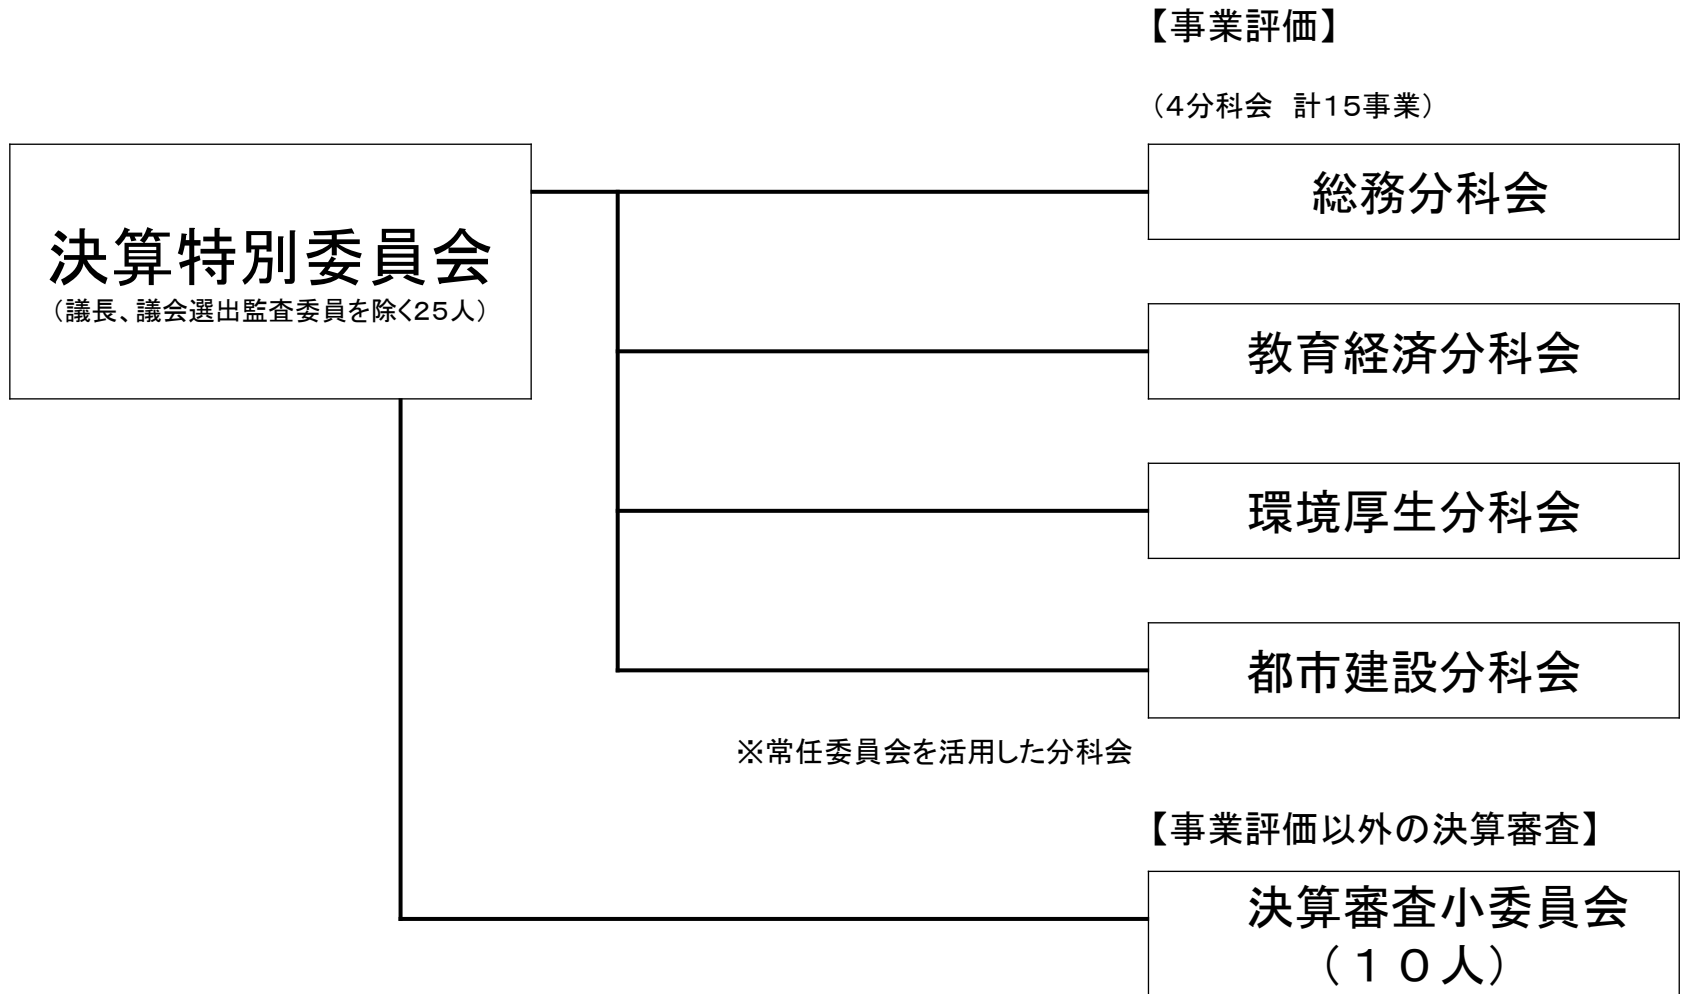 【事業評価】
（4分科会　計15事業）
決算特別委員会
（議長、議会選出監査委員を除く25人）
総務分科会
教育経済分科会
環境厚生分科会
都市建設分科会
※常任委員会を活用した分科会
【事業評価以外の決算審査】
決算審査小委員会
（１０人）